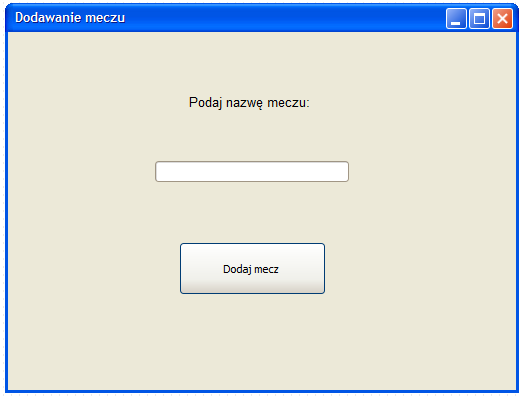 Dodawanie meczu
Podaj nazwę meczu:
Dodaj mecz